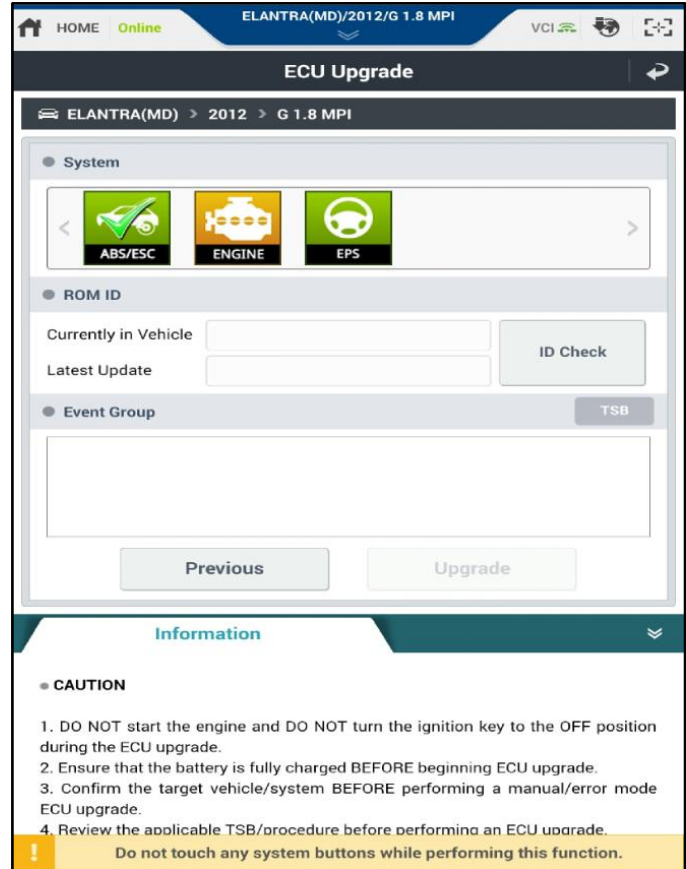 HOME Online ELANTRA(MD)/2012/G 1.8 MPI VCI
ECU Upgrade
ELANTRA(MD) > 2012 > G 1.8 MPI
System
< ABS/ESC ENGINE EPS >
ROM ID
Currently in Vehicle
ID Check
Latest Update
Event Group TSB
Previous Upgrade
Information
CAUTION
1. DO NOT start the engine and DO NOT turn the ignition key to the OFF position
during the ECU upgrade.
2. Ensure that the battery is fully charged BEFORE beginning ECU upgrade.
3. Confirm the target vehicle/system BEFORE performing a manual/error mode
ECU upgrade.
4. Review the applicable TSB/procedure before performing an ECU upgrade.
! Do not touch any system buttons while performing this function.